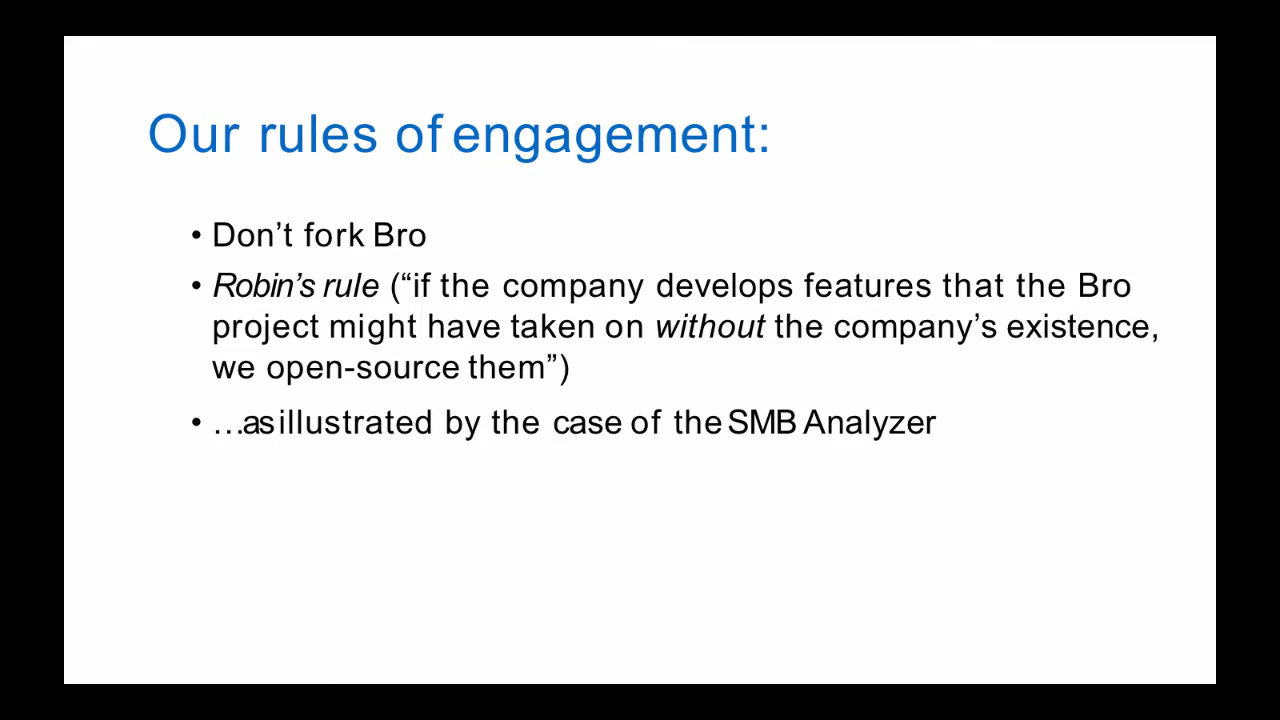 Our rules of engagement:
• Don’t fork Bro
• Robin’s rule (“if the company develops features that the Bro
project might have taken on without the company’s existence,
we open-source them”)
• …as illustrated by the case of the SMB Analyzer